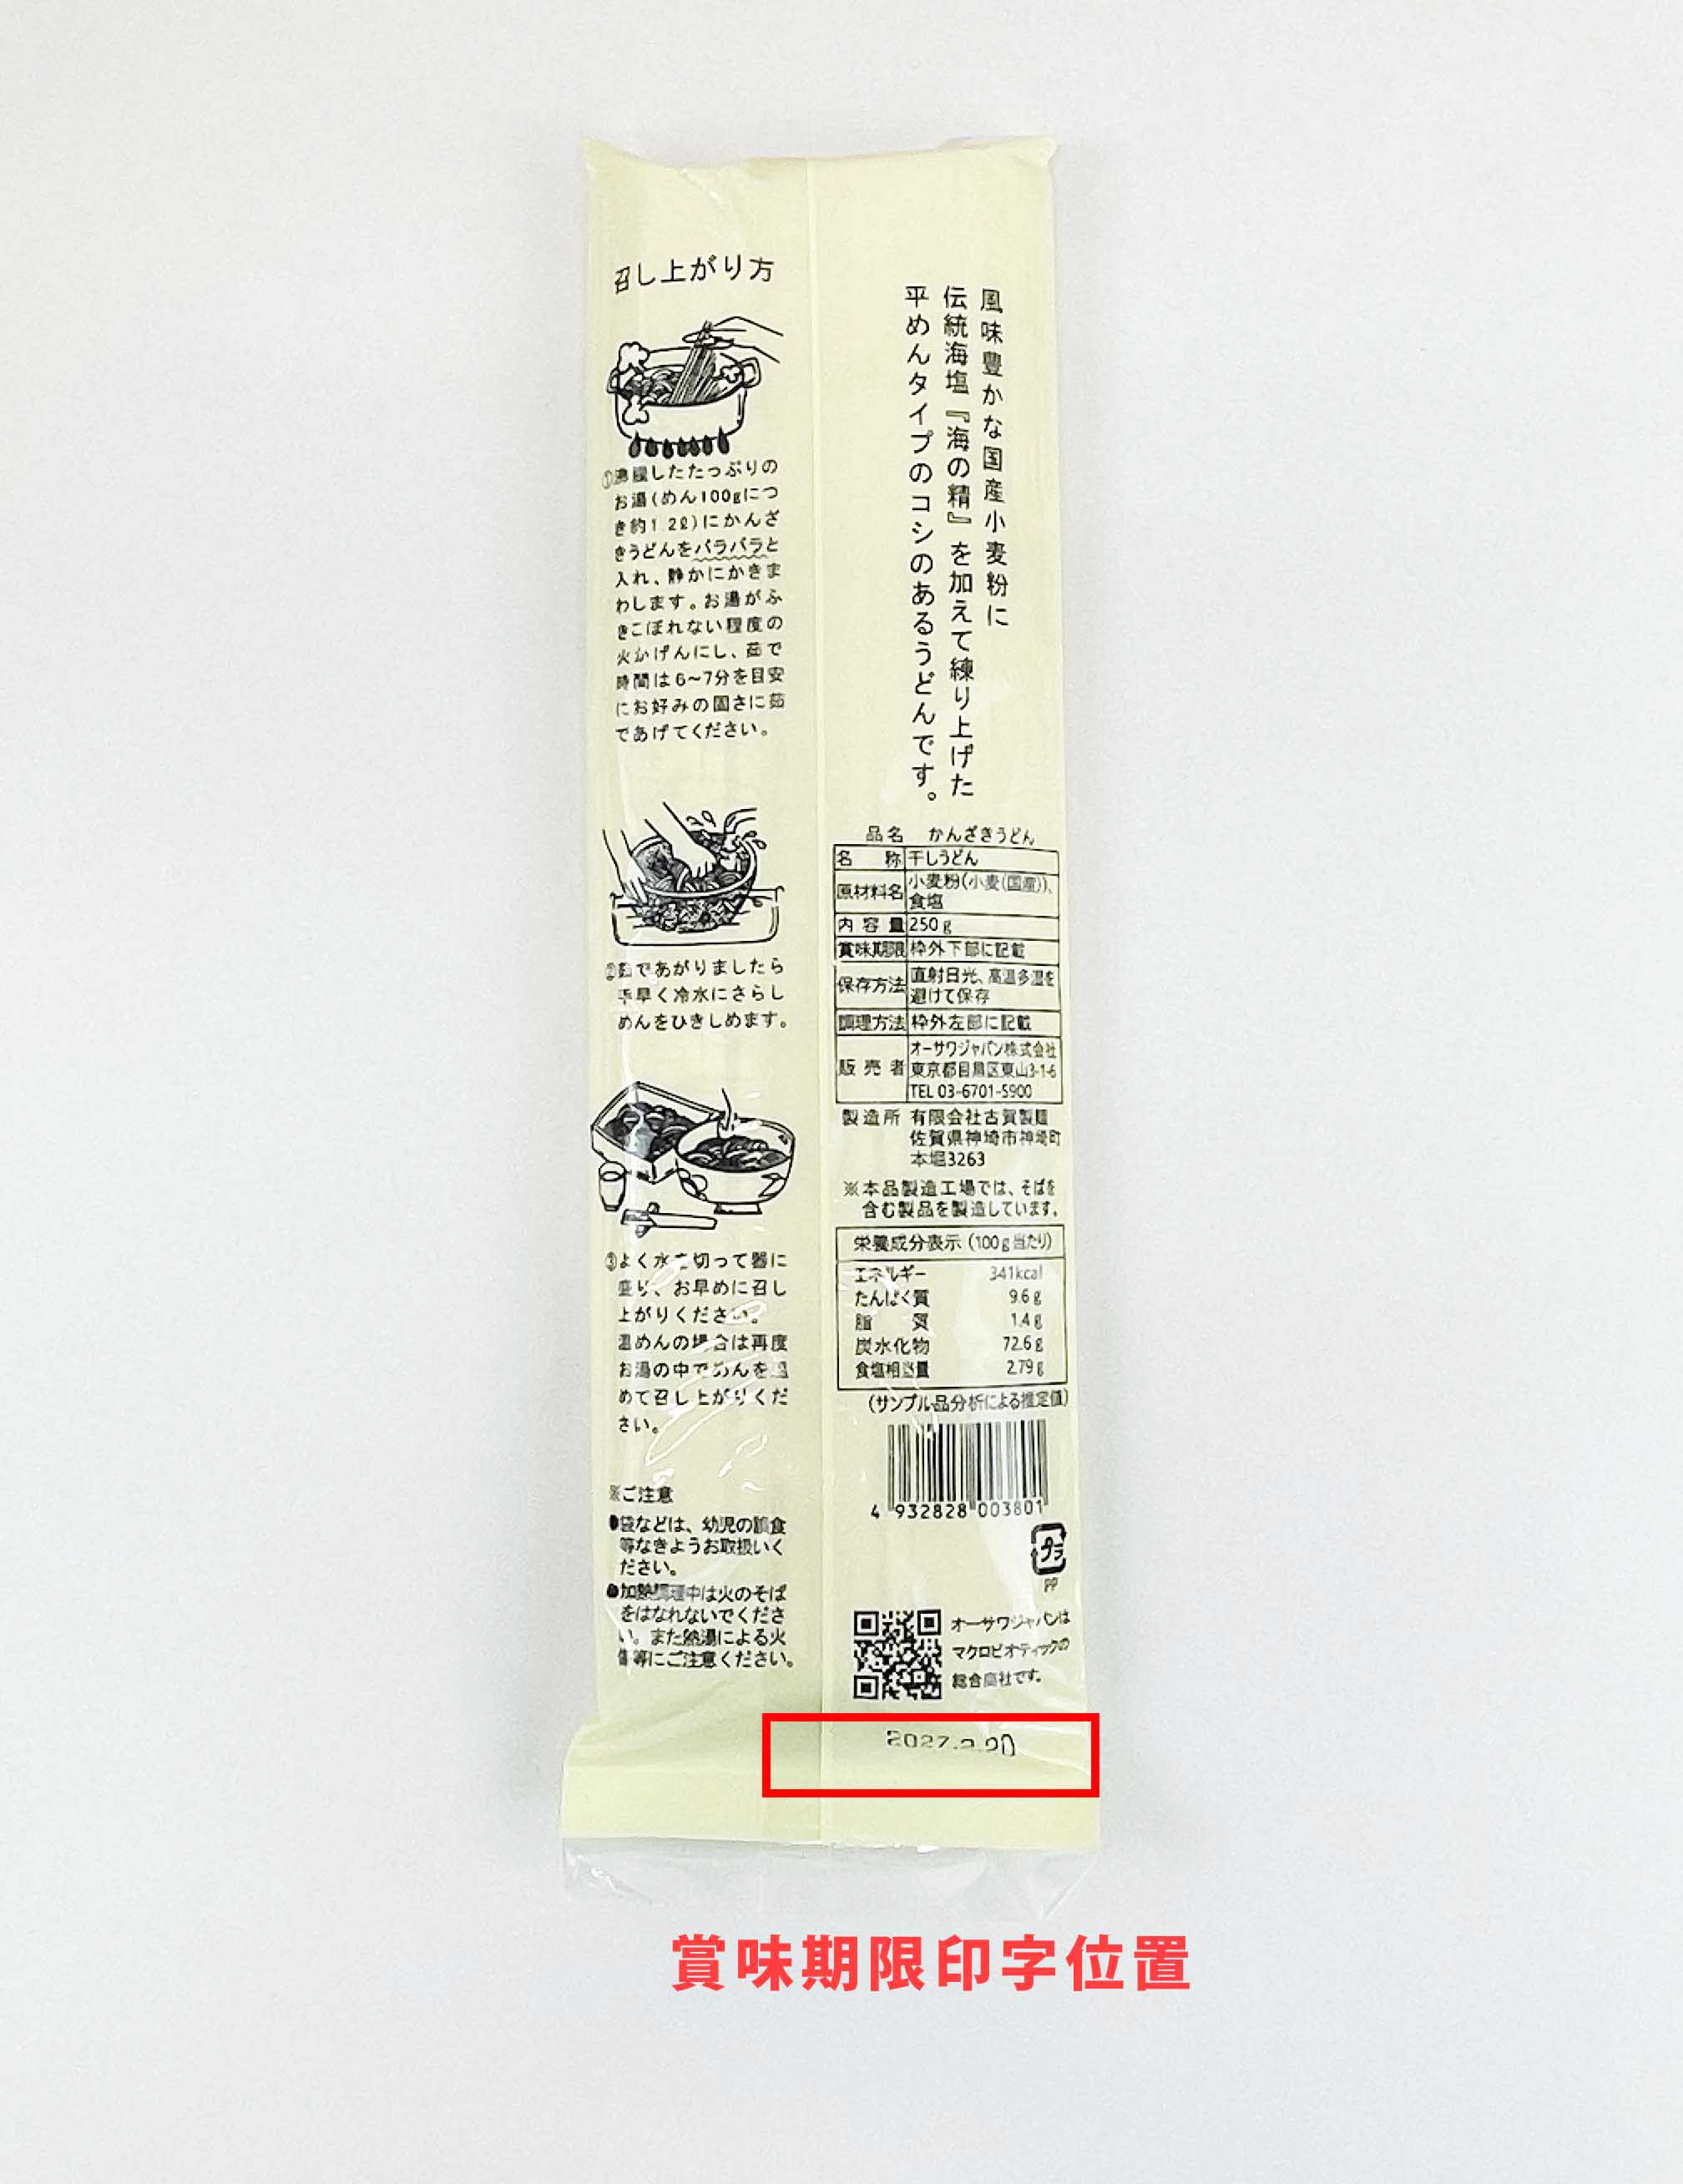 召し上がり方
①沸騰したたっぷりの
お湯(めん100gにつ
き約1.2ℓ)にかんざ
きうどんをバラバラと
入れ、静かにかきま
わします。お湯がふ
きこぼれない程度の
火かげんにし、茹で
時間は6〜7分を目安
にお好みの固さに茹
であげてください。
②茹であがりましたら
手早く冷水にさらし
めんをひきしめます。
③よく水を切って器に
盛り、お早めに召し
上がりください。
温めんの場合は再度
お湯の中でめんを温
めて召し上がりくだ
さい。
※ご注意
●袋などは、幼児の誤食
等なきようお取扱いく
ださい。
●加熱調理中は火のそば
をはなれないでくださ
い。また熱湯による火
傷等にご注意ください。
風味豊かな国産小麦粉に
伝統海塩『海の精』を加えて練り上げた
平めんタイプのコシのあるうどんです。
品名 かんざきうどん
名称 干しうどん
原材料名 小麦粉(小麦(国産))、
食塩
内容量 250g
賞味期限 枠外下部に記載
保存方法 直射日光、高温多湿を
避けて保存
調理方法 枠外左部に記載
販売者 オーサワジャパン株式会社
東京都目黒区東山3-1-6
TEL 03-6701-5900
製造所 有限会社古賀製麺
佐賀県神埼市神埼町
本堀3263
※本品製造工場では、そばを
含む製品を製造しています。
栄養成分表示(100g当たり)
エネルギー 341kcal
たんぱく質 9.6g
脂質 1.4g
炭水化物 72.6g
食塩相当量 2.79g
(サンプル品分析による推定値)
4 932828 003801
プラ
PP
オーサワジャパンは
マクロビオティックの
総合商社です。
賞味期限印字位置